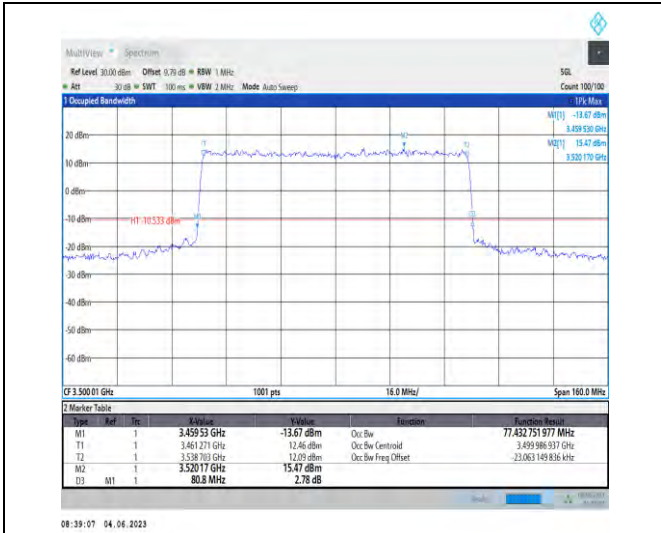 MultiView Spectrum
Ref Level 30.00 dBm Offset 9.79 dB RBW 1 MHz SGL
Att 30 dB SWT 100 ms VBW 2 MHz Mode Auto Sweep Count 100/100
1 Occupied Bandwidth 1Pk Max
M1[1] -13.67 dBm
3.459 530 GHz
20 dBm
M2[1] 15.47 dBm
3.520 170 GHz
T1 M2 T2
10 dBm
0 dBm
-10 dBm
H1 -10.533 dBm
M1
D3
-20 dBm
-30 dBm
-40 dBm
-50 dBm
-60 dBm
CF 3.500 01 GHz 1001 pts 16.0 MHz/ Span 160.0 MHz
2 Marker Table
Type Ref Trc X-Value Y-Value Function Function Result
M1 1 3.459 53 GHz -13.67 dBm Occ Bw 77.432 751 977 MHz
T1 1 3.461 271 GHz 12.46 dBm Occ Bw Centroid 3.499 986 937 GHz
T2 1 3.538 703 GHz 12.09 dBm Occ Bw Freq Offset -23.063 149 836 kHz
M2 1 3.520 17 GHz 15.47 dBm
D3 M1 1 80.8 MHz 2.78 dB
08:39:07 04.06.2023